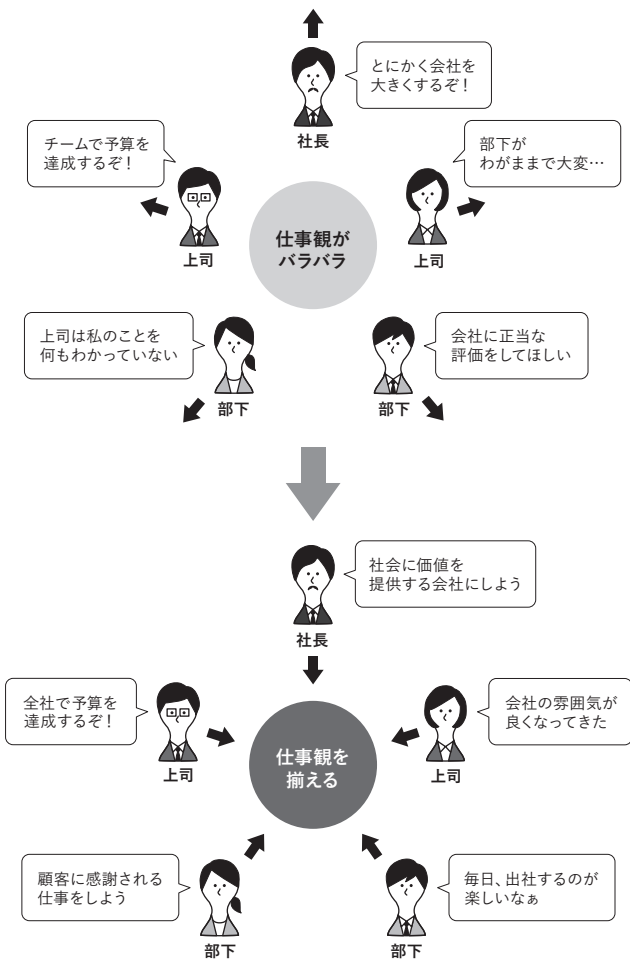 とにかく会社を
大きくするぞ！
社長
チームで予算を
達成するぞ！
上司
部下が
わがままで大変…
上司
仕事観が
バラバラ
上司は私のことを
何もわかっていない
部下
会社に正当な
評価をしてほしい
部下
社会に価値を
提供する会社にしよう
社長
全社で予算を
達成するぞ！
上司
会社の雰囲気が
良くなってきた
上司
仕事観を
揃える
顧客に感謝される
仕事をしよう
部下
毎日、出社するのが
楽しいなぁ
部下